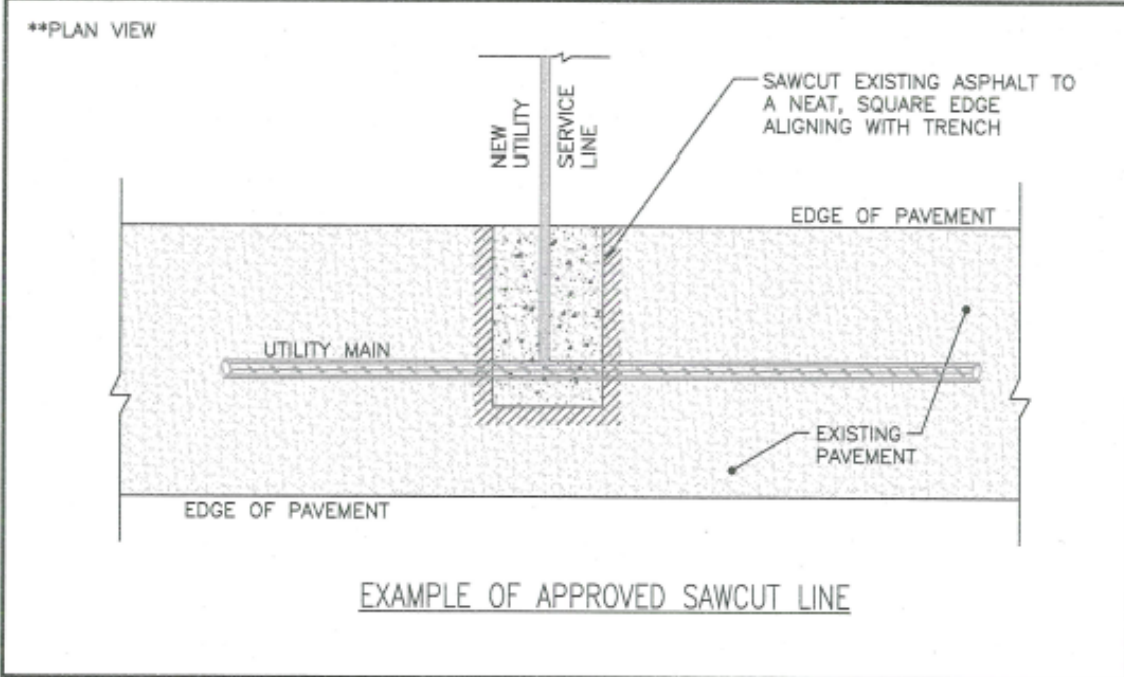 **PLAN VIEW
SAWCUT EXISTING ASPHALT TO
A NEAT, SQUARE EDGE
ALIGNING WITH TRENCH
NEW
UTILITY
SERVICE
LINE
EDGE OF PAVEMENT
UTILITY MAIN
EXISTING
PAVEMENT
EDGE OF PAVEMENT
EXAMPLE OF APPROVED SAWCUT LINE